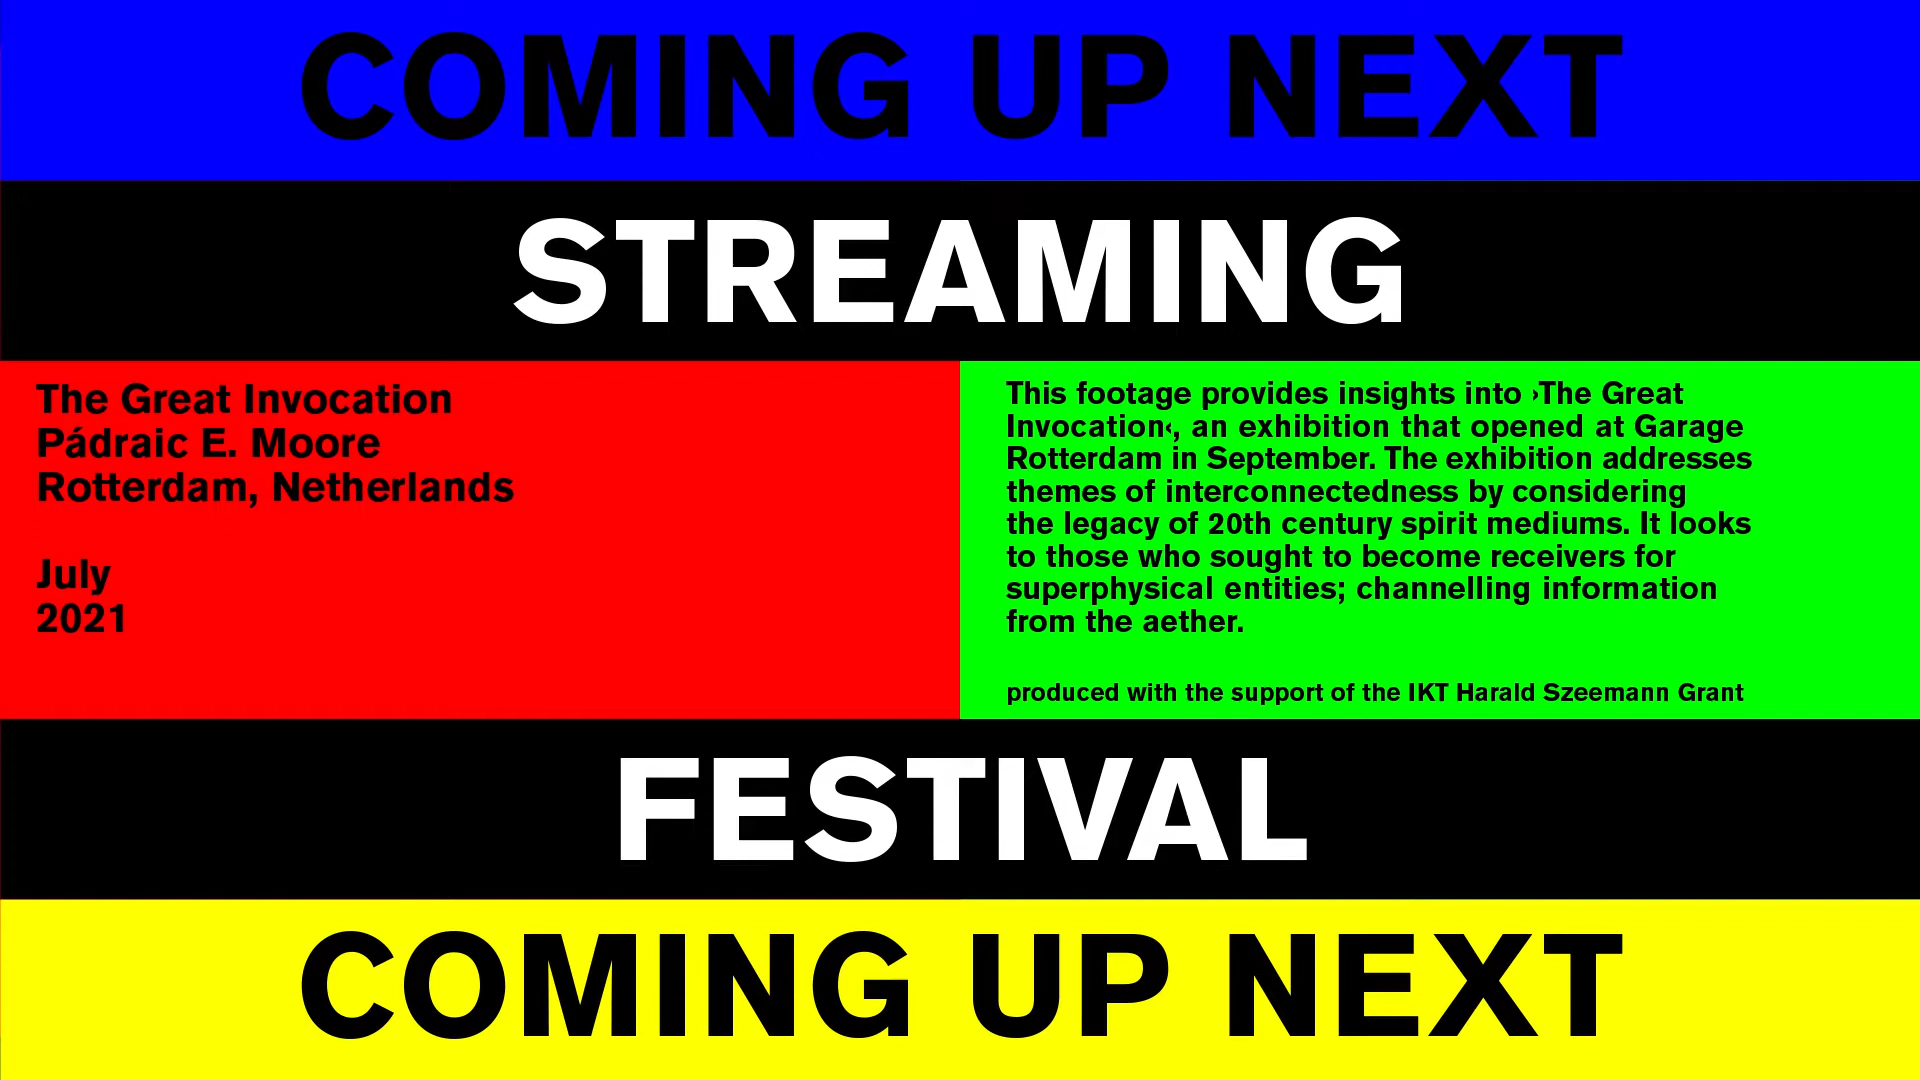 COMING UP NEXT
STREAMING
The Great Invocation
Pádraic E. Moore
Rotterdam, Netherlands
July
2021
This footage provides insights into ›The Great
Invocation‹, an exhibition that opened at Garage
Rotterdam in September. The exhibition addresses
themes of interconnectedness by considering
the legacy of 20th century spirit mediums. It looks
to those who sought to become receivers for
superphysical entities; channelling information
from the aether.
produced with the support of the IKT Harald Szeemann Grant
FESTIVAL
COMING UP NEXT